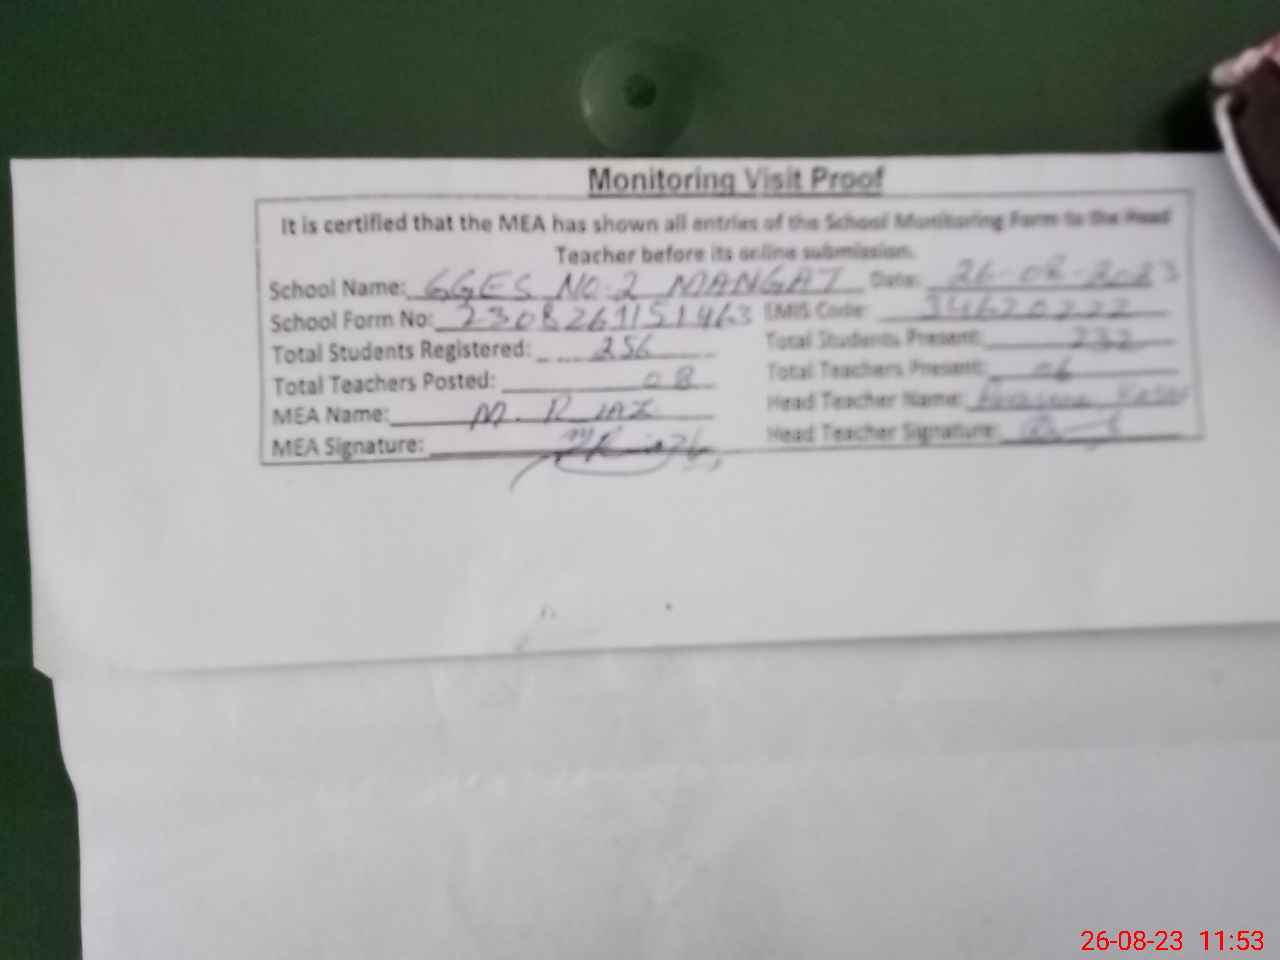 Monitoring Visit Proof
It is certified that the MEA has shown all entries of the School Monitoring Form to the Head
Teacher before its online submission.
School Name: GGES NO.2 MANGAT Date: 26-08-2023
School Form No: 2308261151463 EMIS Code: 34620222
Total Students Registered: 256 Total Students Present: 232
Total Teachers Posted: 08 Total Teachers Present: 06
MEA Name: M. RIAZ Head Teacher Name:
MEA Signature: Head Teacher Signature:
26-08-23 11:53